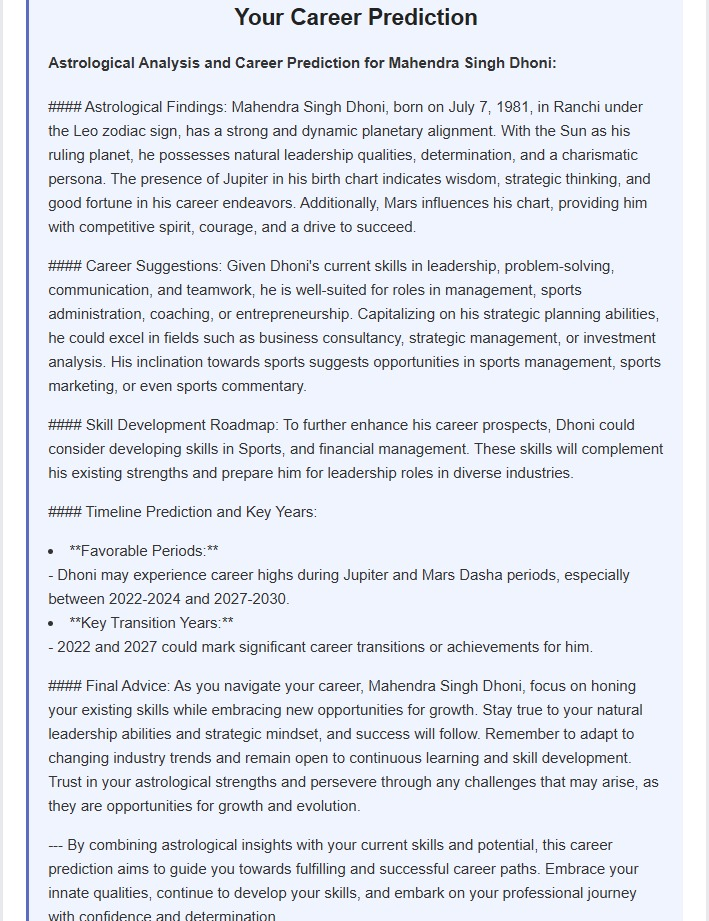 Your Career Prediction
Astrological Analysis and Career Prediction for Mahendra Singh Dhoni:
#### Astrological Findings: Mahendra Singh Dhoni, born on July 7, 1981, in Ranchi under
the Leo zodiac sign, has a strong and dynamic planetary alignment. With the Sun as his
ruling planet, he possesses natural leadership qualities, determination, and a charismatic
persona. The presence of Jupiter in his birth chart indicates wisdom, strategic thinking, and
good fortune in his career endeavors. Additionally, Mars influences his chart, providing him
with competitive spirit, courage, and a drive to succeed.
#### Career Suggestions: Given Dhoni's current skills in leadership, problem-solving,
communication, and teamwork, he is well-suited for roles in management, sports
administration, coaching, or entrepreneurship. Capitalizing on his strategic planning abilities,
he could excel in fields such as business consultancy, strategic management, or investment
analysis. His inclination towards sports suggests opportunities in sports management, sports
marketing, or even sports commentary.
#### Skill Development Roadmap: To further enhance his career prospects, Dhoni could
consider developing skills in Sports, and financial management. These skills will complement
his existing strengths and prepare him for leadership roles in diverse industries.
#### Timeline Prediction and Key Years:
• **Favorable Periods:**
- Dhoni may experience career highs during Jupiter and Mars Dasha periods, especially
between 2022-2024 and 2027-2030.
• **Key Transition Years:**
- 2022 and 2027 could mark significant career transitions or achievements for him.
#### Final Advice: As you navigate your career, Mahendra Singh Dhoni, focus on honing
your existing skills while embracing new opportunities for growth. Stay true to your natural
leadership abilities and strategic mindset, and success will follow. Remember to adapt to
changing industry trends and remain open to continuous learning and skill development.
Trust in your astrological strengths and persevere through any challenges that may arise, as
they are opportunities for growth and evolution.
--- By combining astrological insights with your current skills and potential, this career
prediction aims to guide you towards fulfilling and successful career paths. Embrace your
innate qualities, continue to develop your skills, and embark on your professional journey
with confidence and determination